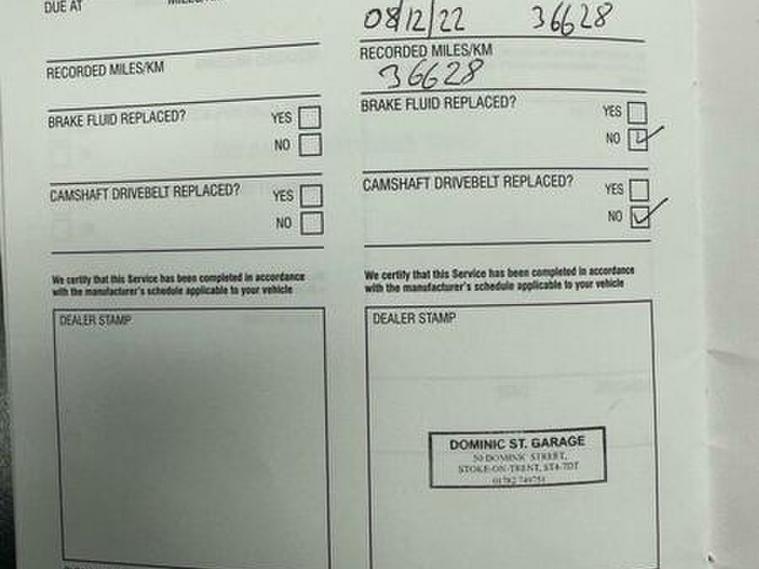 DUE AT
08/12/22 36628
RECORDED MILES/KM
BRAKE FLUID REPLACED?
YES
NO
CAMSHAFT DRIVEBELT REPLACED?
YES
NO
We certify that this Service has been completed in accordance
with the manufacturer's schedule applicable to your vehicle
DEALER STAMP
RECORDED MILES/KM
36628
BRAKE FLUID REPLACED?
YES
NO
CAMSHAFT DRIVEBELT REPLACED?
YES
NO
We certify that this Service has been completed in accordance
with the manufacturer's schedule applicable to your vehicle
DEALER STAMP
DOMINIC ST. GARAGE
50 DOMINIC STREET,
STOKE-ON-TRENT, ST4 7DT